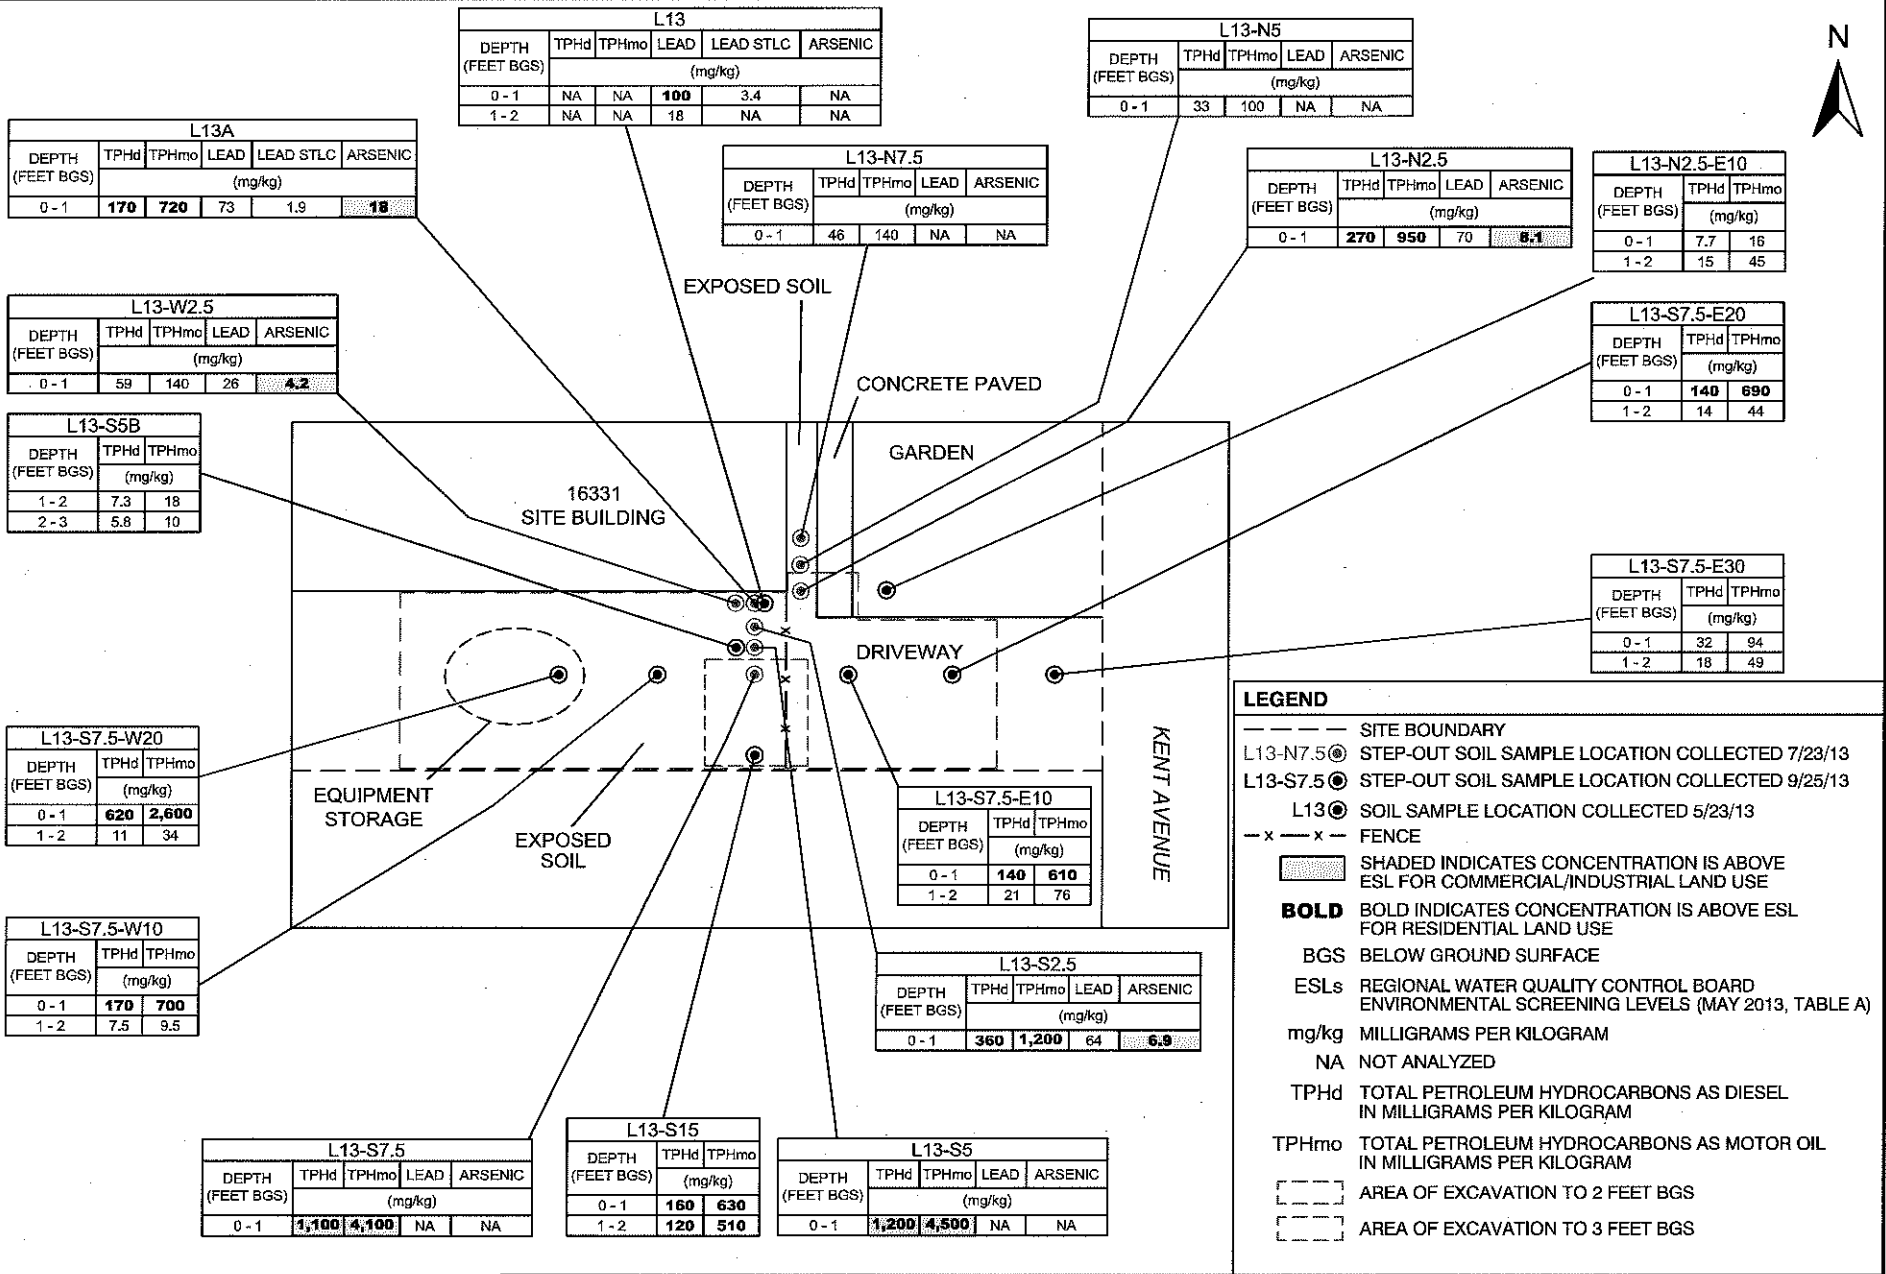 L13
DEPTH (FEET BGS) TPHd TPHmo LEAD LEAD STLC ARSENIC
(mg/kg)
0 - 1 NA NA 100 3.4 NA
1 - 2 NA NA 18 NA NA
L13-N5
DEPTH (FEET BGS) TPHd TPHmo LEAD ARSENIC
(mg/kg)
0 - 1 33 100 NA NA
N
L13A
DEPTH (FEET BGS) TPHd TPHmo LEAD LEAD STLC ARSENIC
(mg/kg)
0 - 1 170 720 73 1.9 18
L13-N7.5
DEPTH (FEET BGS) TPHd TPHmo LEAD ARSENIC
(mg/kg)
0 - 1 46 140 NA NA
L13-N2.5
DEPTH (FEET BGS) TPHd TPHmo LEAD ARSENIC
(mg/kg)
0 - 1 270 950 70
L13-N2.5-E10
DEPTH (FEET BGS) TPHd TPHmo
(mg/kg)
0 - 1 7.7 16
1 - 2 15 45
L13-W2.5
DEPTH (FEET BGS) TPHd TPHmo LEAD ARSENIC
(mg/kg)
0 - 1 59 140 26 4.2
L13-S7.5-E20
DEPTH (FEET BGS) TPHd TPHmo
(mg/kg)
0 - 1 140 690
1 - 2 14 44
L13-S5B
DEPTH (FEET BGS) TPHd TPHmo
(mg/kg)
1 - 2 7.3 18
2 - 3 5.8 10
EXPOSED SOIL
CONCRETE PAVED
GARDEN
16331
SITE BUILDING
x
DRIVEWAY
x
x
L13-S7.5-E30
DEPTH (FEET BGS) TPHd TPHmo
(mg/kg)
0 - 1 32 94
1 - 2 18 49
L13-S7.5-W20
DEPTH (FEET BGS) TPHd TPHmo
(mg/kg)
0 - 1 620 2,600
1 - 2 11 34
EQUIPMENT
STORAGE
EXPOSED
SOIL
KENT AVENUE
L13-S7.5-E10
DEPTH (FEET BGS) TPHd TPHmo
(mg/kg)
0 - 1 140 610
1 - 2 21 76
L13-S7.5-W10
DEPTH (FEET BGS) TPHd TPHmo
(mg/kg)
0 - 1 170 700
1 - 2 7.5 9.5
L13-S2.5
DEPTH (FEET BGS) TPHd TPHmo LEAD ARSENIC
(mg/kg)
0 - 1 360 1,200 64 6.9
L13-S7.5
DEPTH (FEET BGS) TPHd TPHmo LEAD ARSENIC
(mg/kg)
0 - 1 1,100 4,100 NA NA
L13-S15
DEPTH (FEET BGS) TPHd TPHmo
(mg/kg)
0 - 1 160 630
1 - 2 120 510
L13-S5
DEPTH (FEET BGS) TPHd TPHmo LEAD ARSENIC
(mg/kg)
0 - 1 1,200 4,500 NA NA
LEGEND
SITE BOUNDARY
L13-N7.5 STEP-OUT SOIL SAMPLE LOCATION COLLECTED 7/23/13
L13-S7.5 STEP-OUT SOIL SAMPLE LOCATION COLLECTED 9/25/13
L13 SOIL SAMPLE LOCATION COLLECTED 5/23/13
x x FENCE
SHADED INDICATES CONCENTRATION IS ABOVE
ESL FOR COMMERCIAL/INDUSTRIAL LAND USE
BOLD BOLD INDICATES CONCENTRATION IS ABOVE ESL
FOR RESIDENTIAL LAND USE
BGS BELOW GROUND SURFACE
ESLs REGIONAL WATER QUALITY CONTROL BOARD
ENVIRONMENTAL SCREENING LEVELS (MAY 2013, TABLE A)
mg/kg MILLIGRAMS PER KILOGRAM
NA NOT ANALYZED
TPHd TOTAL PETROLEUM HYDROCARBONS AS DIESEL
IN MILLIGRAMS PER KILOGRAM
TPHmo TOTAL PETROLEUM HYDROCARBONS AS MOTOR OIL
IN MILLIGRAMS PER KILOGRAM
AREA OF EXCAVATION TO 2 FEET BGS
AREA OF EXCAVATION TO 3 FEET BGS